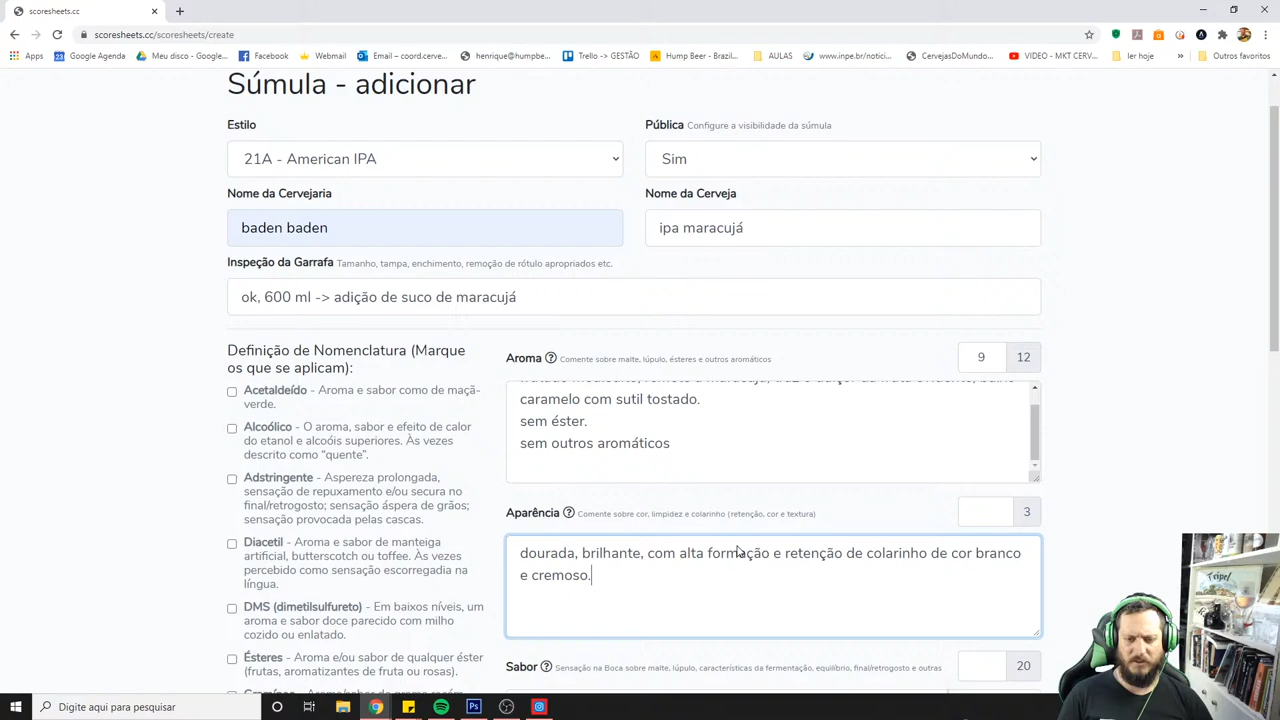 scoresheets.cc
scoresheets.cc/scoresheets/create
Apps
Google Agenda
Meu disco - Google...
Facebook
Webmail
Email – coord.cerve...
henrique@humpbe...
Trello -> GESTÃO
Hump Beer - Brazil...
AULAS
www.inpe.br/notici...
CervejasDoMundo...
VIDEO - MKT CERV...
ler hoje
»
Outros favoritos
Súmula - adicionar
Estilo
Pública Configure a visibilidade da súmula
21A - American IPA
Sim
Nome da Cervejaria
Nome da Cerveja
baden baden
ipa maracujá
Inspeção da Garrafa Tamanho, tampa, enchimento, remoção de rótulo apropriados etc.
ok, 600 ml -> adição de suco de maracujá
Definição de Nomenclatura (Marque
os que se aplicam):
Acetaldeído - Aroma e sabor como de maçã-
verde.
Alcoólico - O aroma, sabor e efeito de calor
do etanol e alcoóis superiores. Às vezes
descrito como “quente”.
Adstringente - Aspereza prolongada,
sensação de repuxamento e/ou secura no
final/retrogosto; sensação áspera de grãos;
sensação provocada pelas cascas.
Diacetil - Aroma e sabor de manteiga
artificial, butterscotch ou toffee. Às vezes
percebido como sensação escorregadia na
língua.
DMS (dimetilsulfureto) - Em baixos níveis, um
aroma e sabor doce parecido com milho
cozido ou enlatado.
Ésteres - Aroma e/ou sabor de qualquer éster
(frutas, aromatizantes de fruta ou rosas).
Aroma Comente sobre malte, lúpulo, ésteres e outros aromáticos
9 12
caramelo com sutil tostado.
sem éster.
sem outros aromáticos
Aparência Comente sobre cor, limpidez e colarinho (retenção, cor e textura)
3
dourada, brilhante, com alta formação e retenção de colarinho de cor branco
e cremoso.
Sabor Sensação na Boca sobre malte, lúpulo, características da fermentação, equilíbrio, final/retrogosto e outras
20
Tripel
Digite aqui para pesquisar